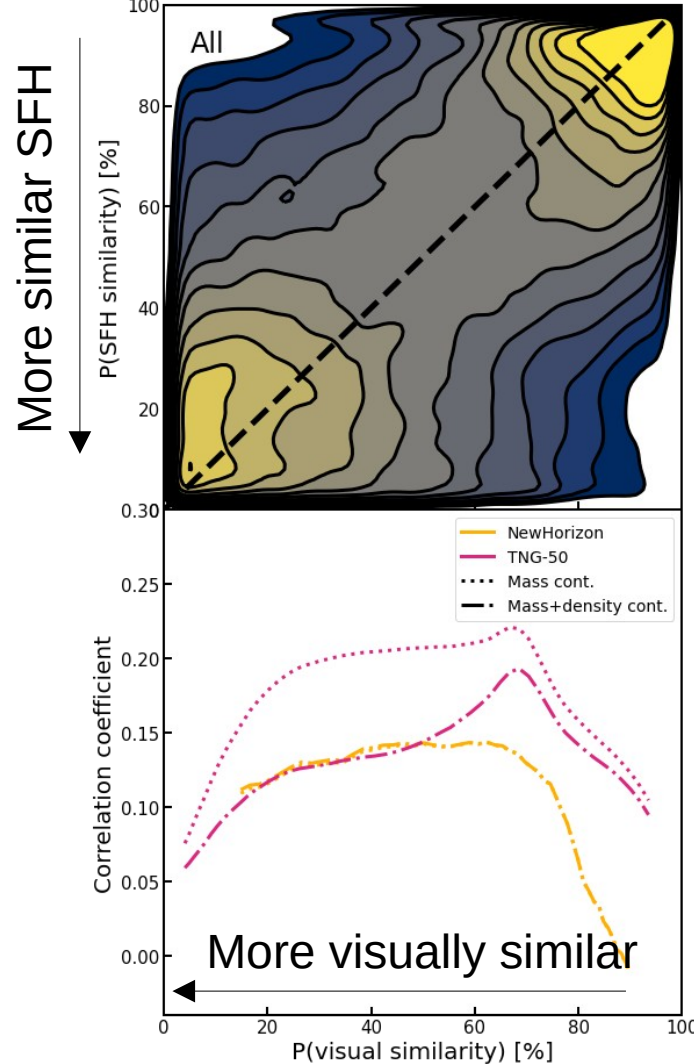 All
100
80
60
40
20
P(SFH similarity) [%]
More similar SFH
NewHorizon
TNG-50
Mass cont.
Mass+density cont.
0.30
0.25
0.20
0.15
0.10
0.05
0.00
Correlation coefficient
More visually similar
0 20 40 60 80 100
P(visual similarity) [%]